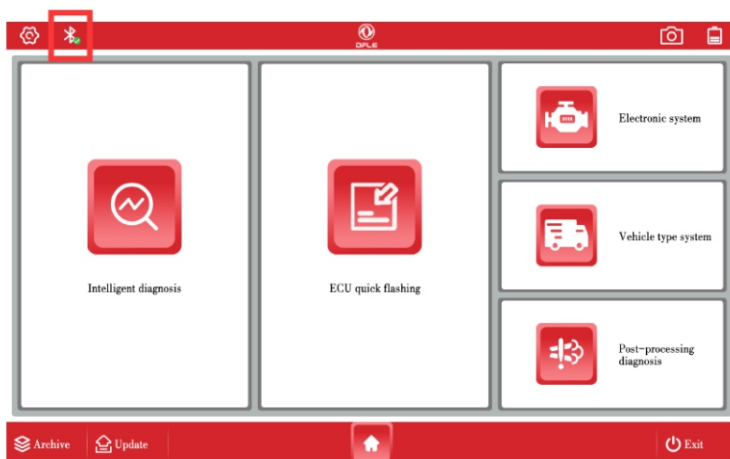 DFLE
Electronic system
Vehicle type system
Intelligent diagnosis
ECU quick flashing
Post-processing
diagnosis
Archive
Update
Exit